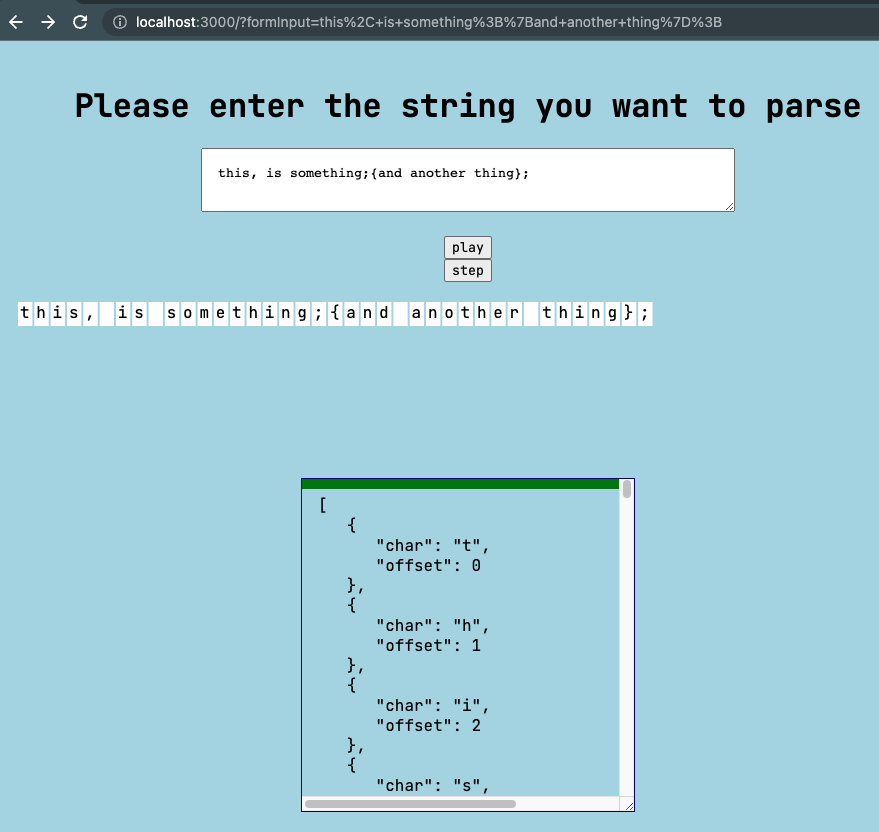 localhost:3000/?formInput=this%2C+is+something%3B%7Band+another+thing%7D%3B
Please enter the string you want to parse
this, is something;{and another thing};
play
step
this, is something;{and another thing};
[
{
"char": "t",
"offset": 0
},
{
"char": "h",
"offset": 1
},
{
"char": "i",
"offset": 2
},
{
"char": "s",